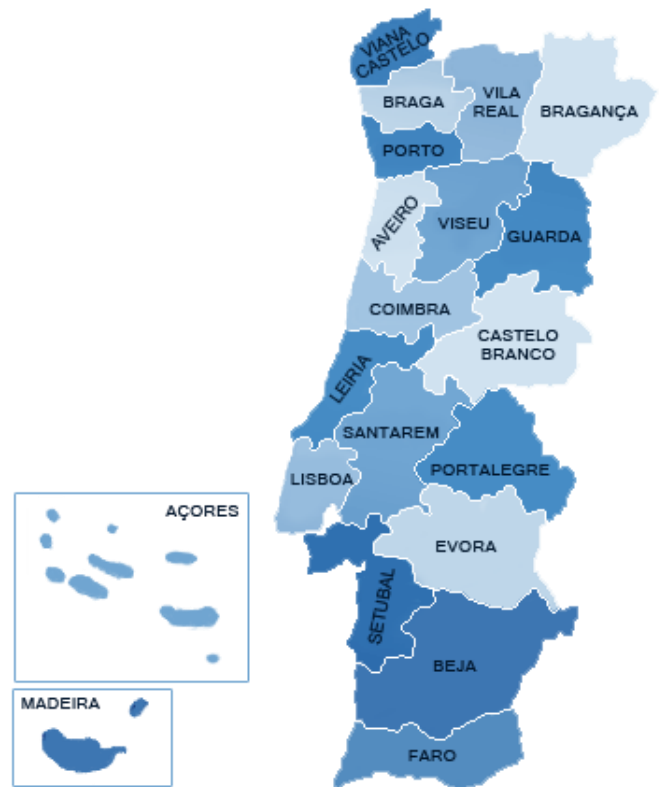 VIANA
CASTELO
BRAGA
VILA
REAL
BRAGANÇA
PORTO
AVEIRO
VISEU
GUARDA
COIMBRA
CASTELO
BRANCO
LEIRIA
SANTAREM
LISBOA
PORTALEGRE
AÇORES
EVORA
SETUBAL
BEJA
MADEIRA
FARO